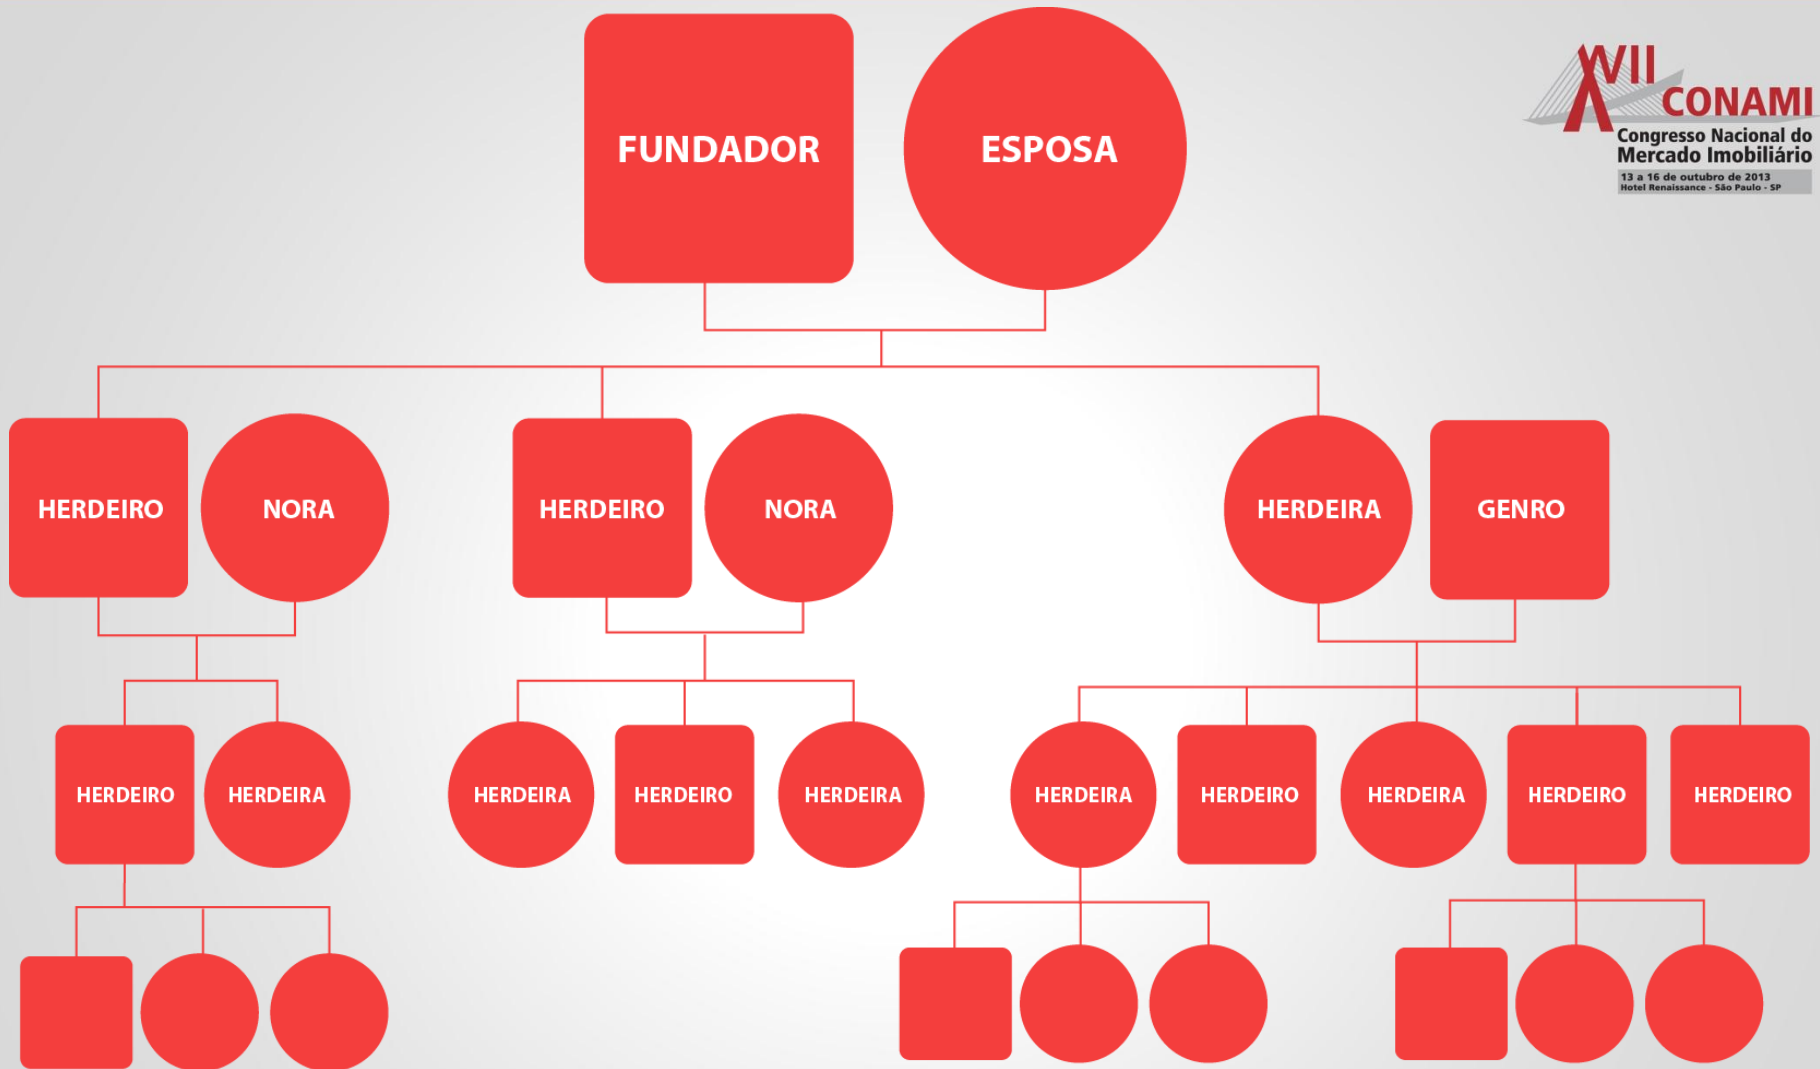 FUNDADOR
ESPOSA
XVII
CONAMI
Congresso Nacional do
Mercado Imobiliário
13 a 16 de outubro de 2013
Hotel Renaissance - São Paulo - SP
HERDEIRO
NORA
HERDEIRO
NORA
HERDEIRA
GENRO
HERDEIRO
HERDEIRA
HERDEIRA
HERDEIRO
HERDEIRA
HERDEIRA
HERDEIRO
HERDEIRA
HERDEIRO
HERDEIRO